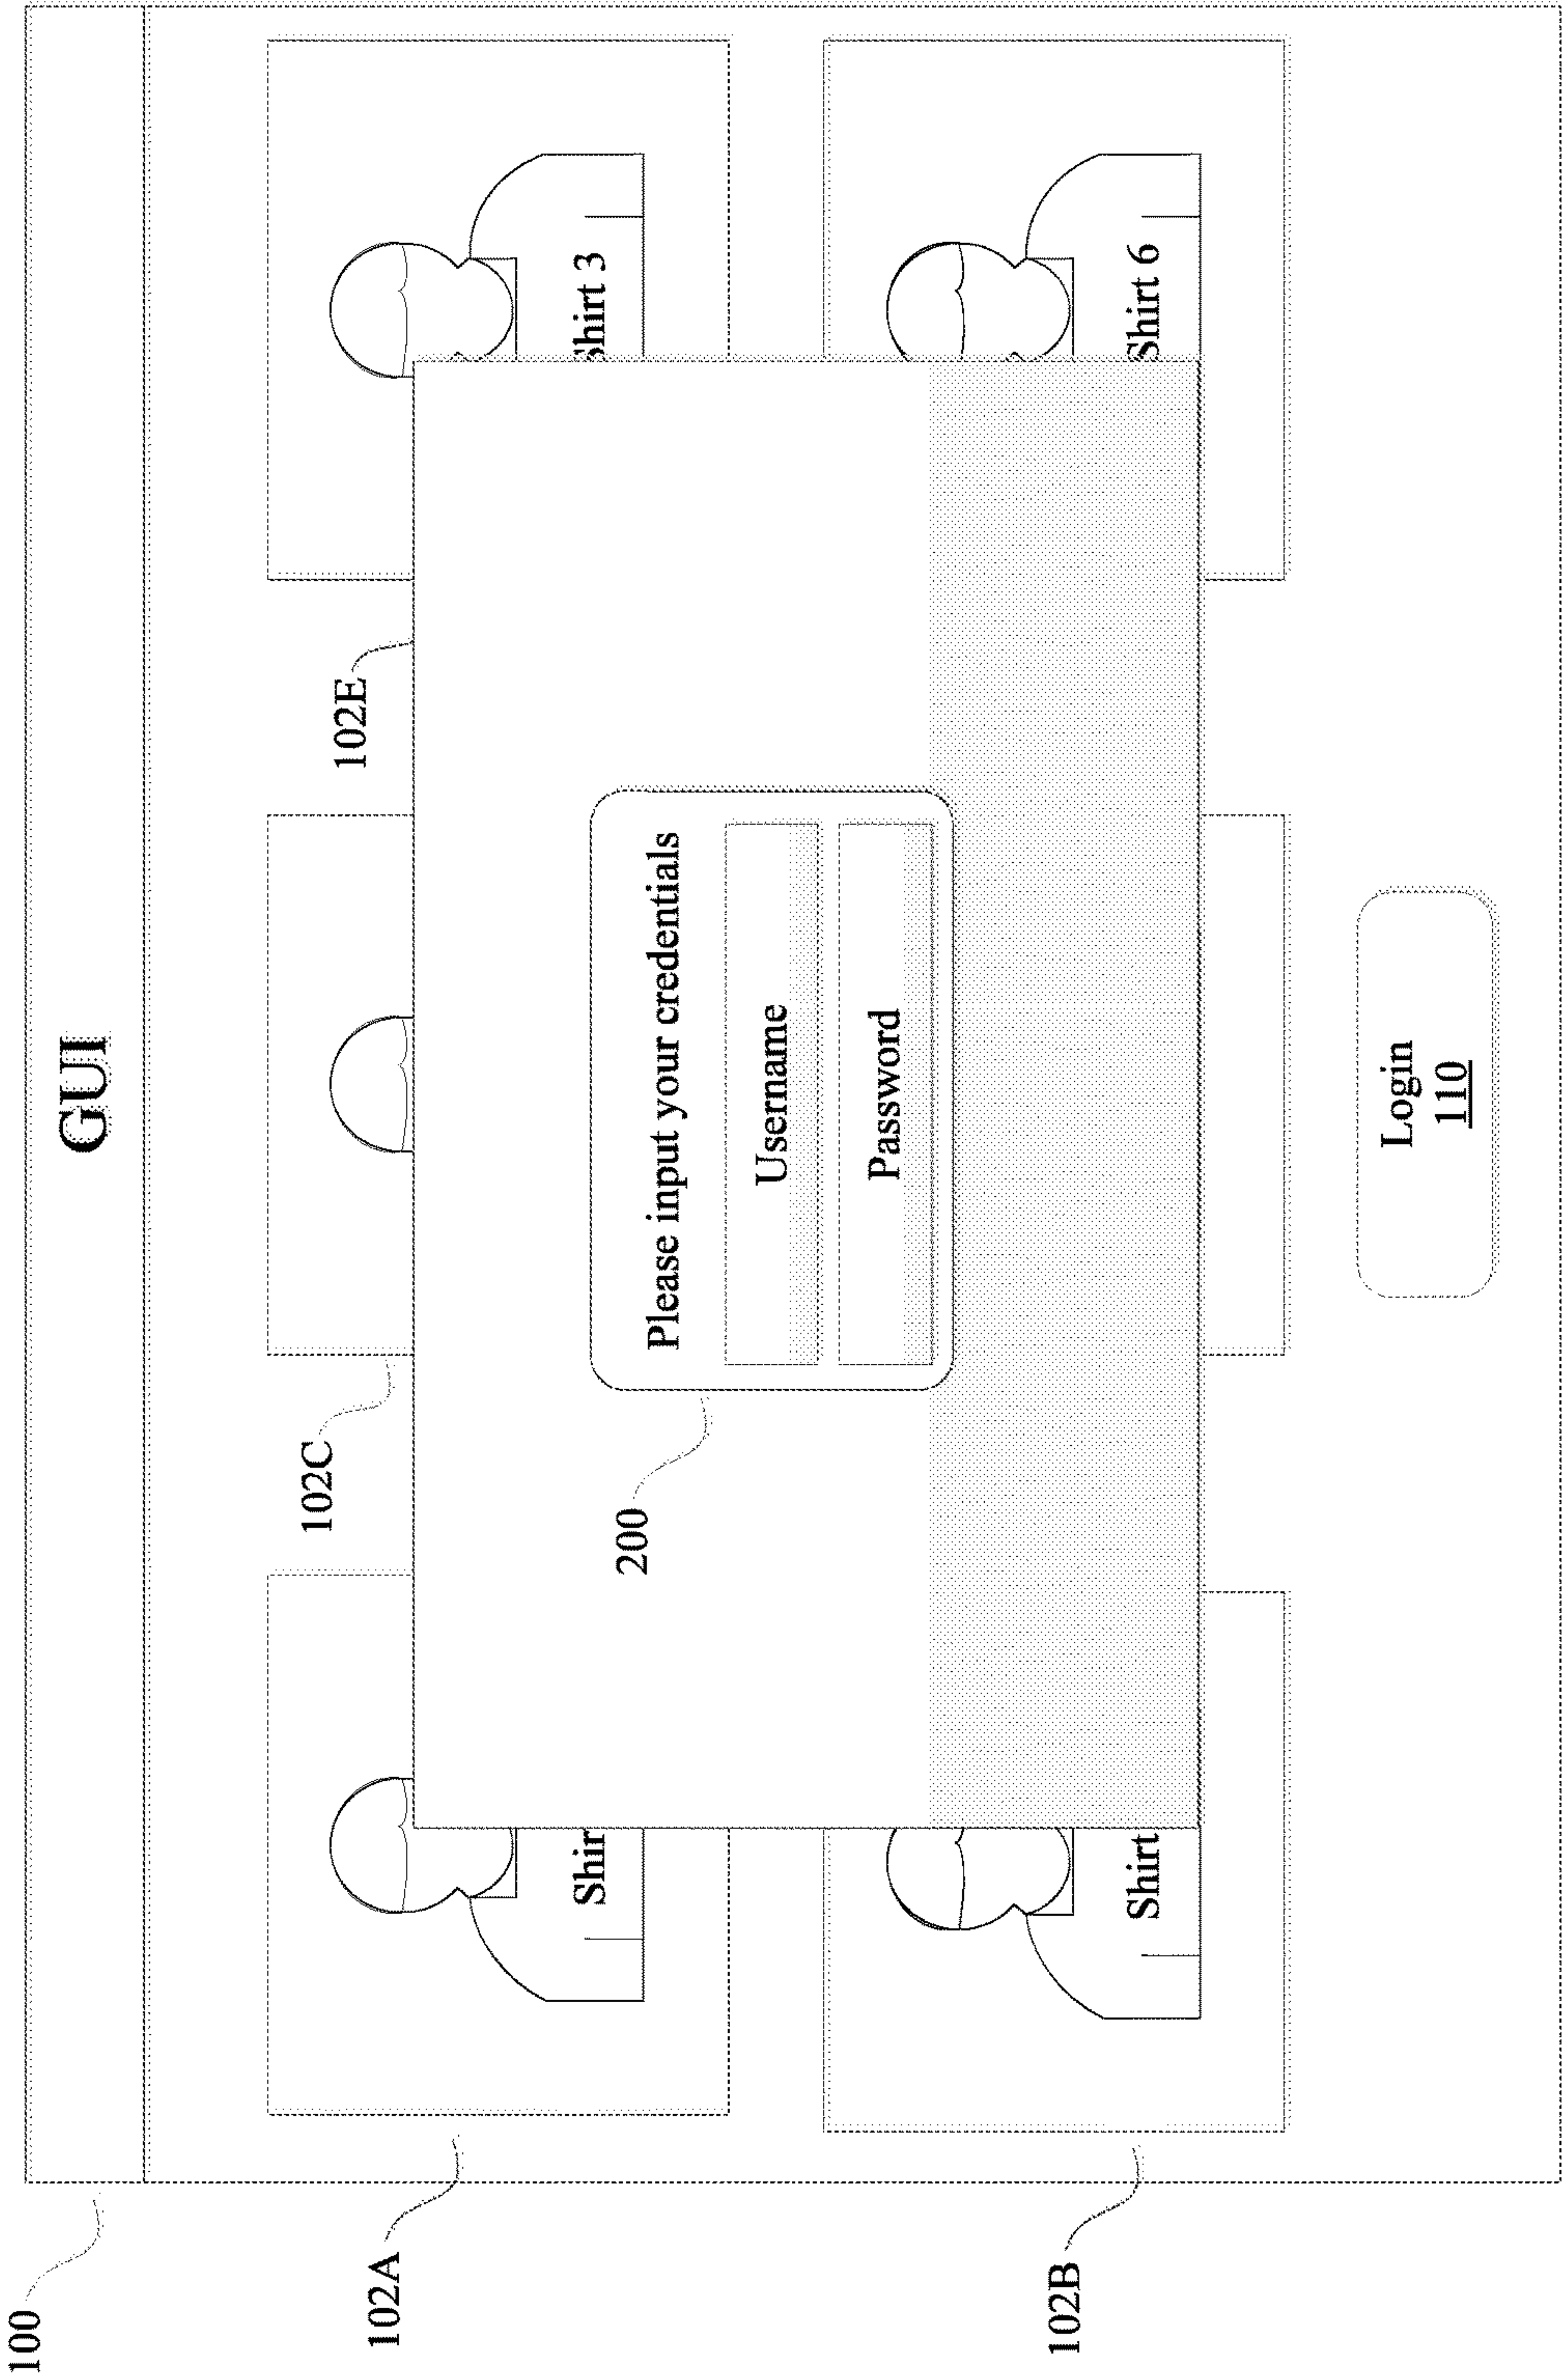 100
GUI
102C
102E
102A
Shir
Shirt 3
200
Please input your credentials
Username
Password
102B
Shirt
Shirt 6
Login
110